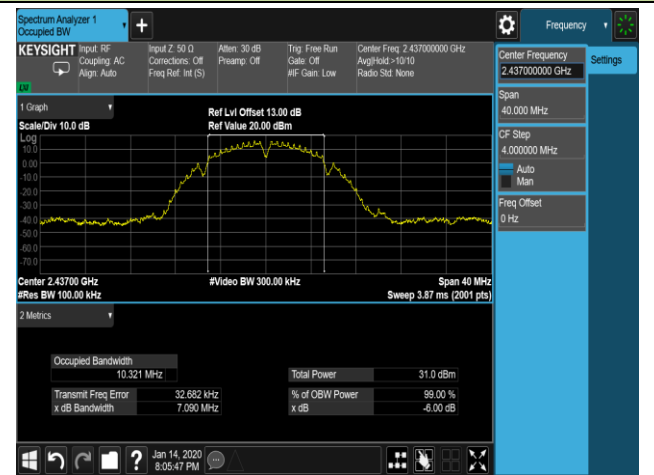 Spectrum Analyzer 1
Occupied BW
Frequency
KEYSIGHT
Input: RF
Coupling: AC
Align: Auto
Input Z: 50 Ω
Corrections: Off
Freq Ref: Int (S)
Atten: 30 dB
Preamp: Off
Trig: Free Run
Gate: Off
#IF Gain: Low
Center Freq: 2.437000000 GHz
Avg|Hold:>10/10
Radio Std: None
Center Frequency
2.437000000 GHz
Settings
Span
40.000 MHz
CF Step
4.000000 MHz
Auto
Man
Freq Offset
0 Hz
1 Graph
Scale/Div 10.0 dB
Ref Lvl Offset 13.00 dB
Ref Value 20.00 dBm
Log
10.0
0.00
-10.0
-20.0
-30.0
-40.0
-50.0
-60.0
-70.0
Center 2.43700 GHz
#Video BW 300.00 kHz
Span 40 MHz
#Res BW 100.00 kHz
Sweep 3.87 ms (2001 pts)
2 Metrics
Occupied Bandwidth
10.321 MHz
Total Power 31.0 dBm
Transmit Freq Error 32.682 kHz
% of OBW Power 99.00 %
x dB Bandwidth 7.090 MHz
x dB -6.00 dB
?
Jan 14, 2020
8:05:47 PM